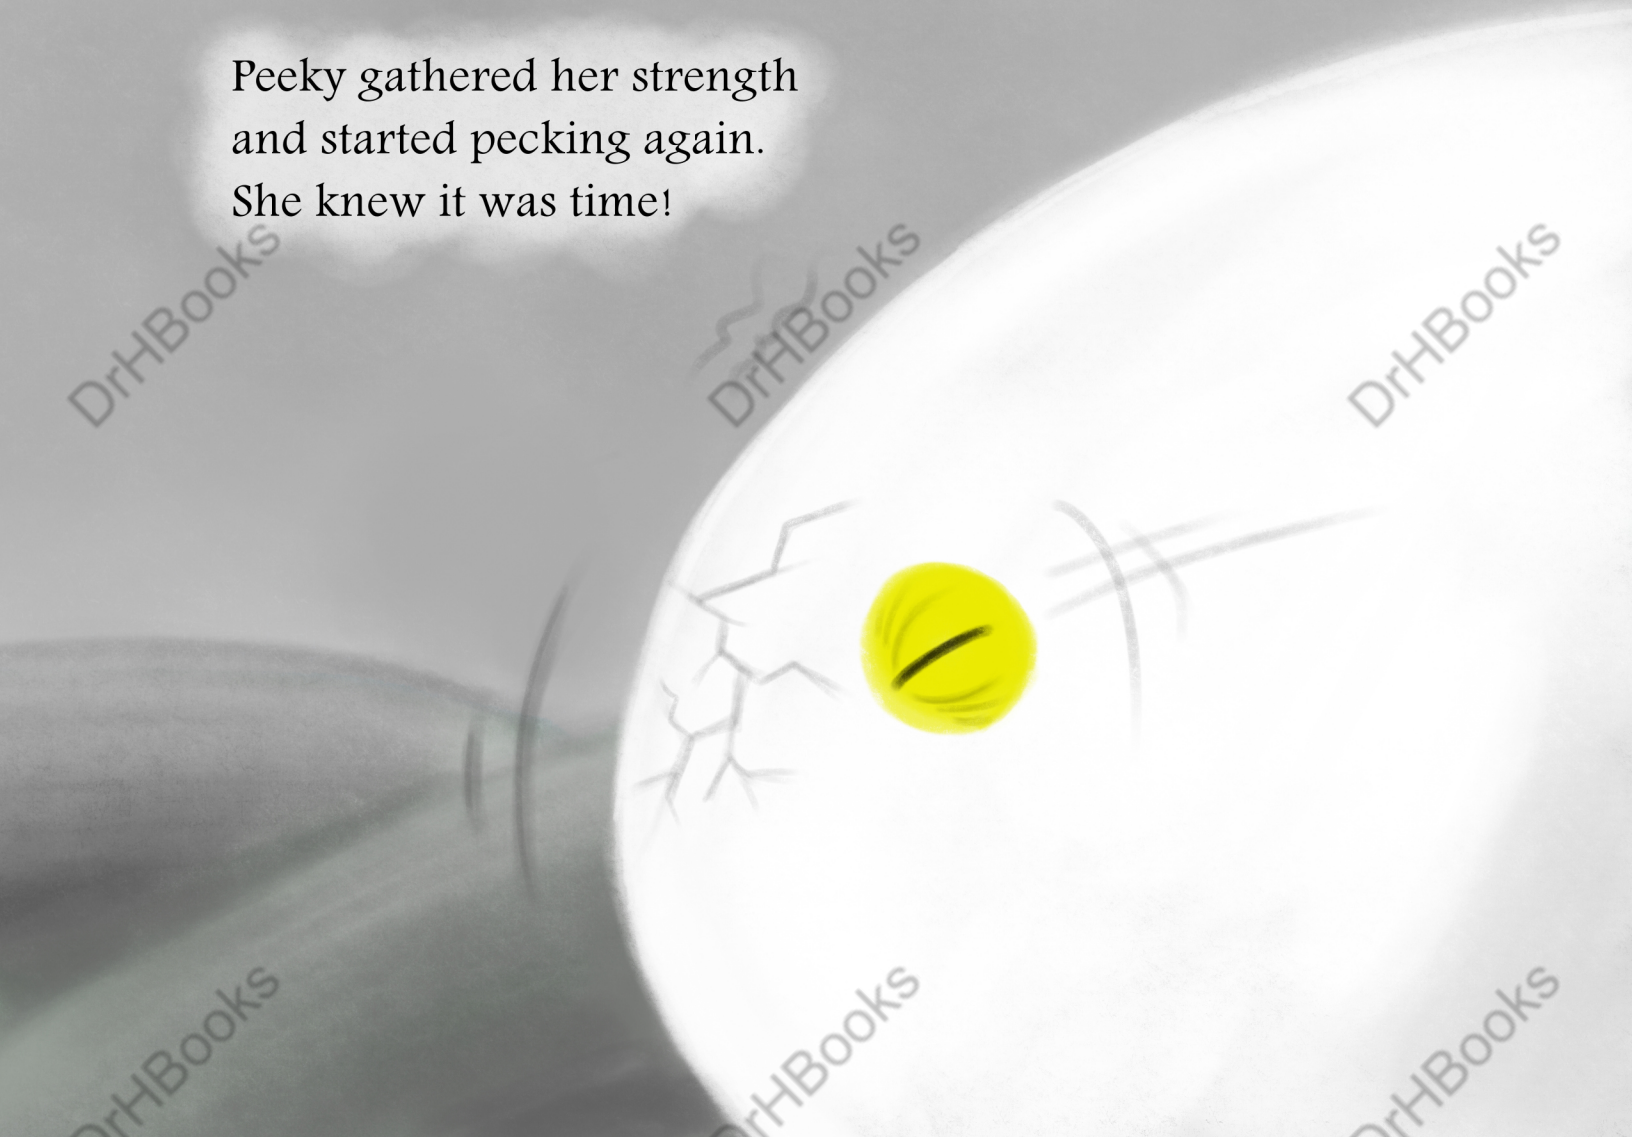 Peeky gathered her strength
and started pecking again.
She knew it was time!
DrHBooks
DrHBooks
DrHBooks
DrHBooks
DrHBooks
DrHBooks